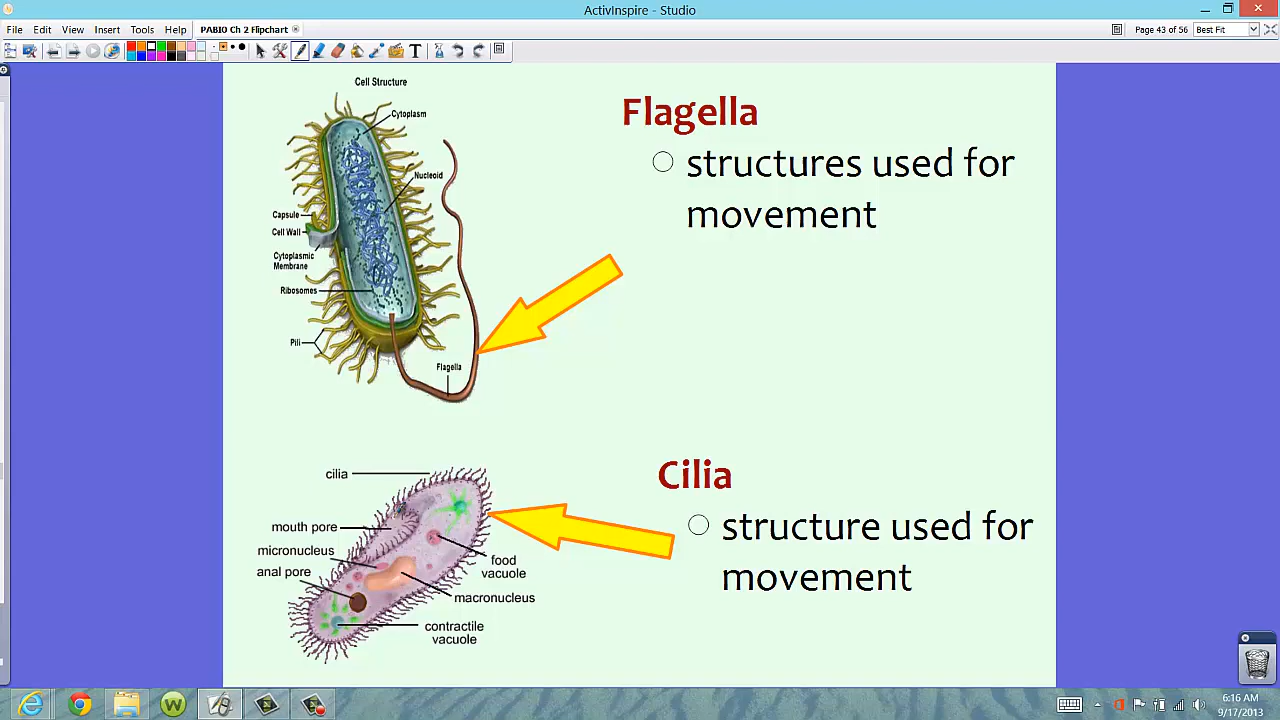 ActivInspire - Studio
File Edit View Insert Tools Help PABIO Ch 2 Flipchart
Page 43 of 56 Best Fit
Cell Structure
Cytoplasm
Nucleoid
Capsule
Cell Wall
Cytoplasmic
Membrane
Ribosomes
Pili
Flagella
Flagella
structures used for
movement
cilia
mouth pore
micronucleus
anal pore
food
vacuole
macronucleus
contractile
vacuole
Cilia
structure used for
movement
6:16 AM
9/17/2013